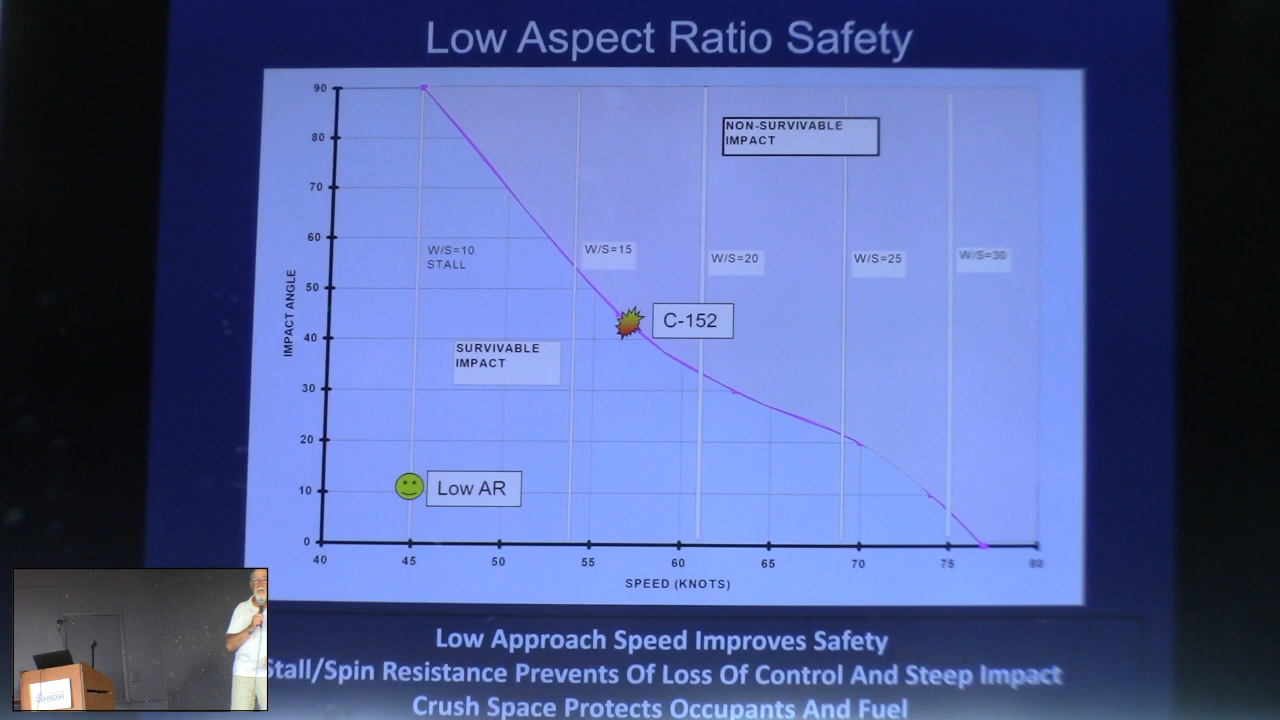 Low Aspect Ratio Safety
90
80
70
60
50
40
30
20
10
0
IMPACT ANGLE
NON-SURVIVABLE
IMPACT
W/S=10
STALL
W/S=15
W/S=20
W/S=25
W/S=30
C-152
SURVIVABLE
IMPACT
Low AR
40 45 50 55 60 65 70 75 80
SPEED (KNOTS)
Low Approach Speed Improves Safety
Stall/Spin Resistance Prevents Of Loss Of Control And Steep Impact
Crush Space Protects Occupants And Fuel
OSHKOSH